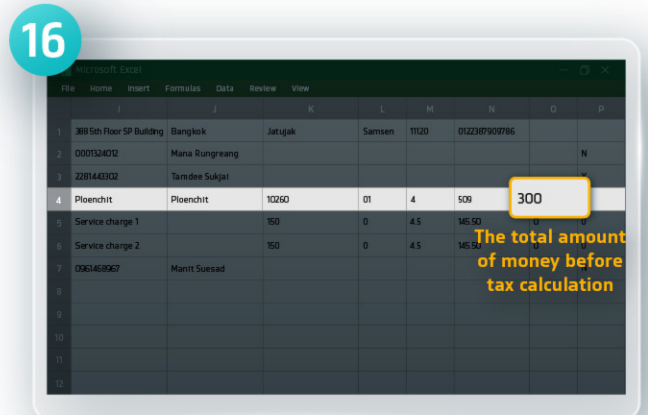 16
Microsoft Excel
File Home Insert Formulas Data Review View
I J K L M N O P
1 388 5th Floor SP Building Bangkok Jatujak Samsen 11120 0122387909786
2 0001324012 Mana Rungreang N
3 2281443302 Tamdee Sukjai
4 Ploenchit Ploenchit 10260 01 4 509 300
5 Service charge 1 150 0 4.5 145.50 0 0
6 Service charge 2 150 0 4.5 145.50
7 0961468967 Manit Suesad
8
9
10
11
12
The total amount
of money before
tax calculation